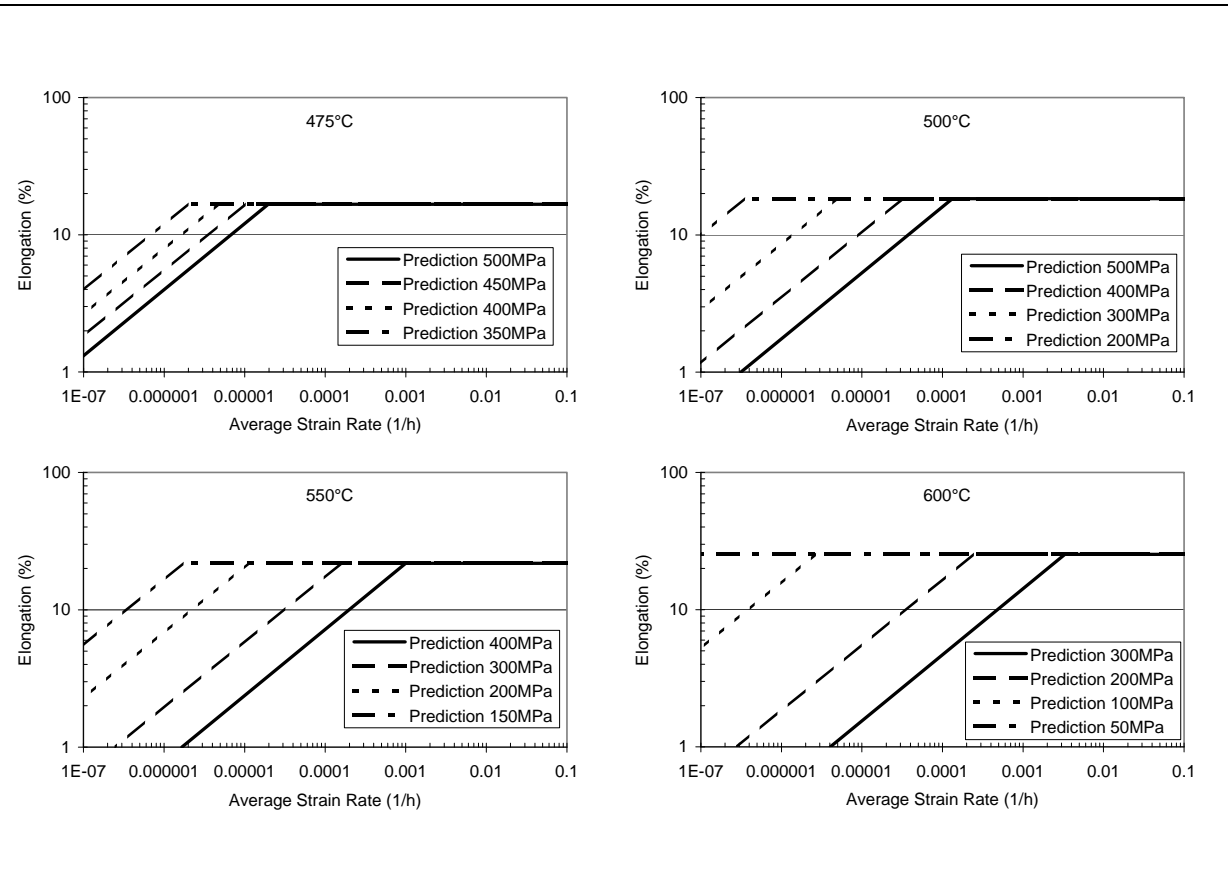 475°C
Elongation (%)
100
10
1
Prediction 500MPa
Prediction 450MPa
Prediction 400MPa
Prediction 350MPa
1E-07 0.000001 0.00001 0.0001 0.001 0.01 0.1
Average Strain Rate (1/h)
500°C
Elongation (%)
100
10
1
Prediction 500MPa
Prediction 400MPa
Prediction 300MPa
Prediction 200MPa
1E-07 0.000001 0.00001 0.0001 0.001 0.01 0.1
Average Strain Rate (1/h)
550°C
Elongation (%)
100
10
1
Prediction 400MPa
Prediction 300MPa
Prediction 200MPa
Prediction 150MPa
1E-07 0.000001 0.00001 0.0001 0.001 0.01 0.1
Average Strain Rate (1/h)
600°C
Elongation (%)
100
10
1
Prediction 300MPa
Prediction 200MPa
Prediction 100MPa
Prediction 50MPa
1E-07 0.000001 0.00001 0.0001 0.001 0.01 0.1
Average Strain Rate (1/h)